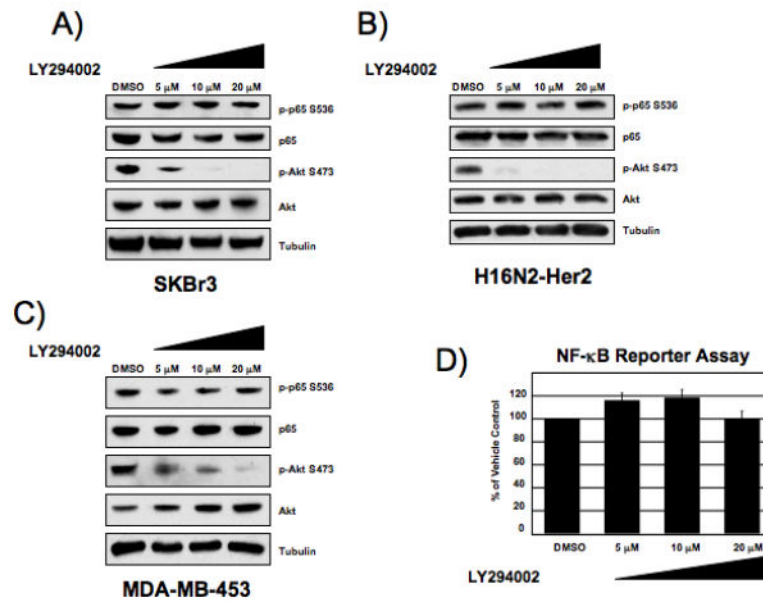 A)
LY294002
DMSO 5 μM 10 μM 20 μM
p-p65 S536
p65
p-Akt S473
Akt
Tubulin
SKBr3
B)
LY294002
DMSO 5 μM 10 μM 20 μM
p-p65 S536
p65
p-Akt S473
Akt
Tubulin
H16N2-Her2
C)
LY294002
DMSO 5 μM 10 μM 20 μM
p-p65 S536
p65
p-Akt S473
Akt
Tubulin
MDA-MB-453
D)
NF-κB Reporter Assay
% of Vehicle Control
120
100
80
60
40
20
0
DMSO 5 μM 10 μM 20 μM
LY294002